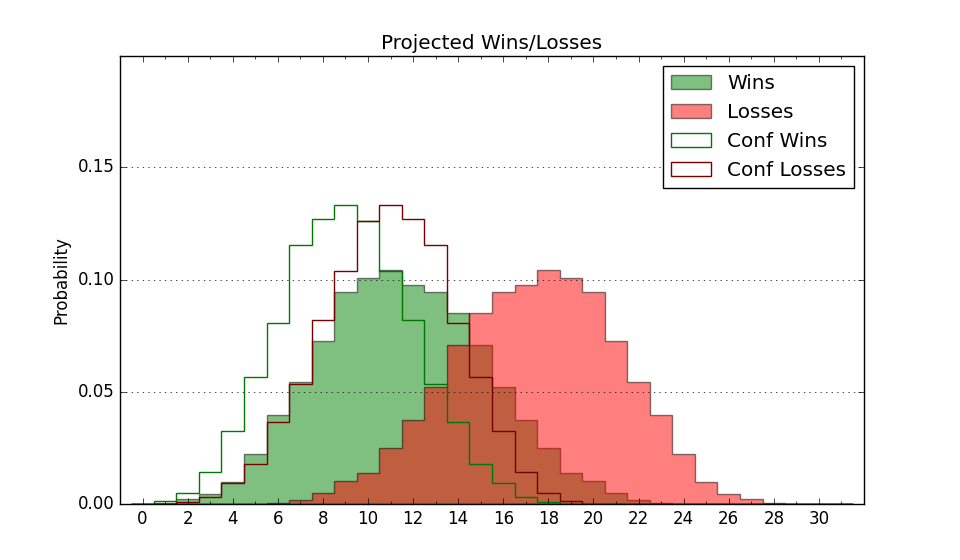 Projected Wins/Losses
Wins
Losses
Conf Wins
Conf Losses
Probability
0.15
0.10
0.05
0.00
0 2 4 6 8 10 12 14 16 18 20 22 24 26 28 30